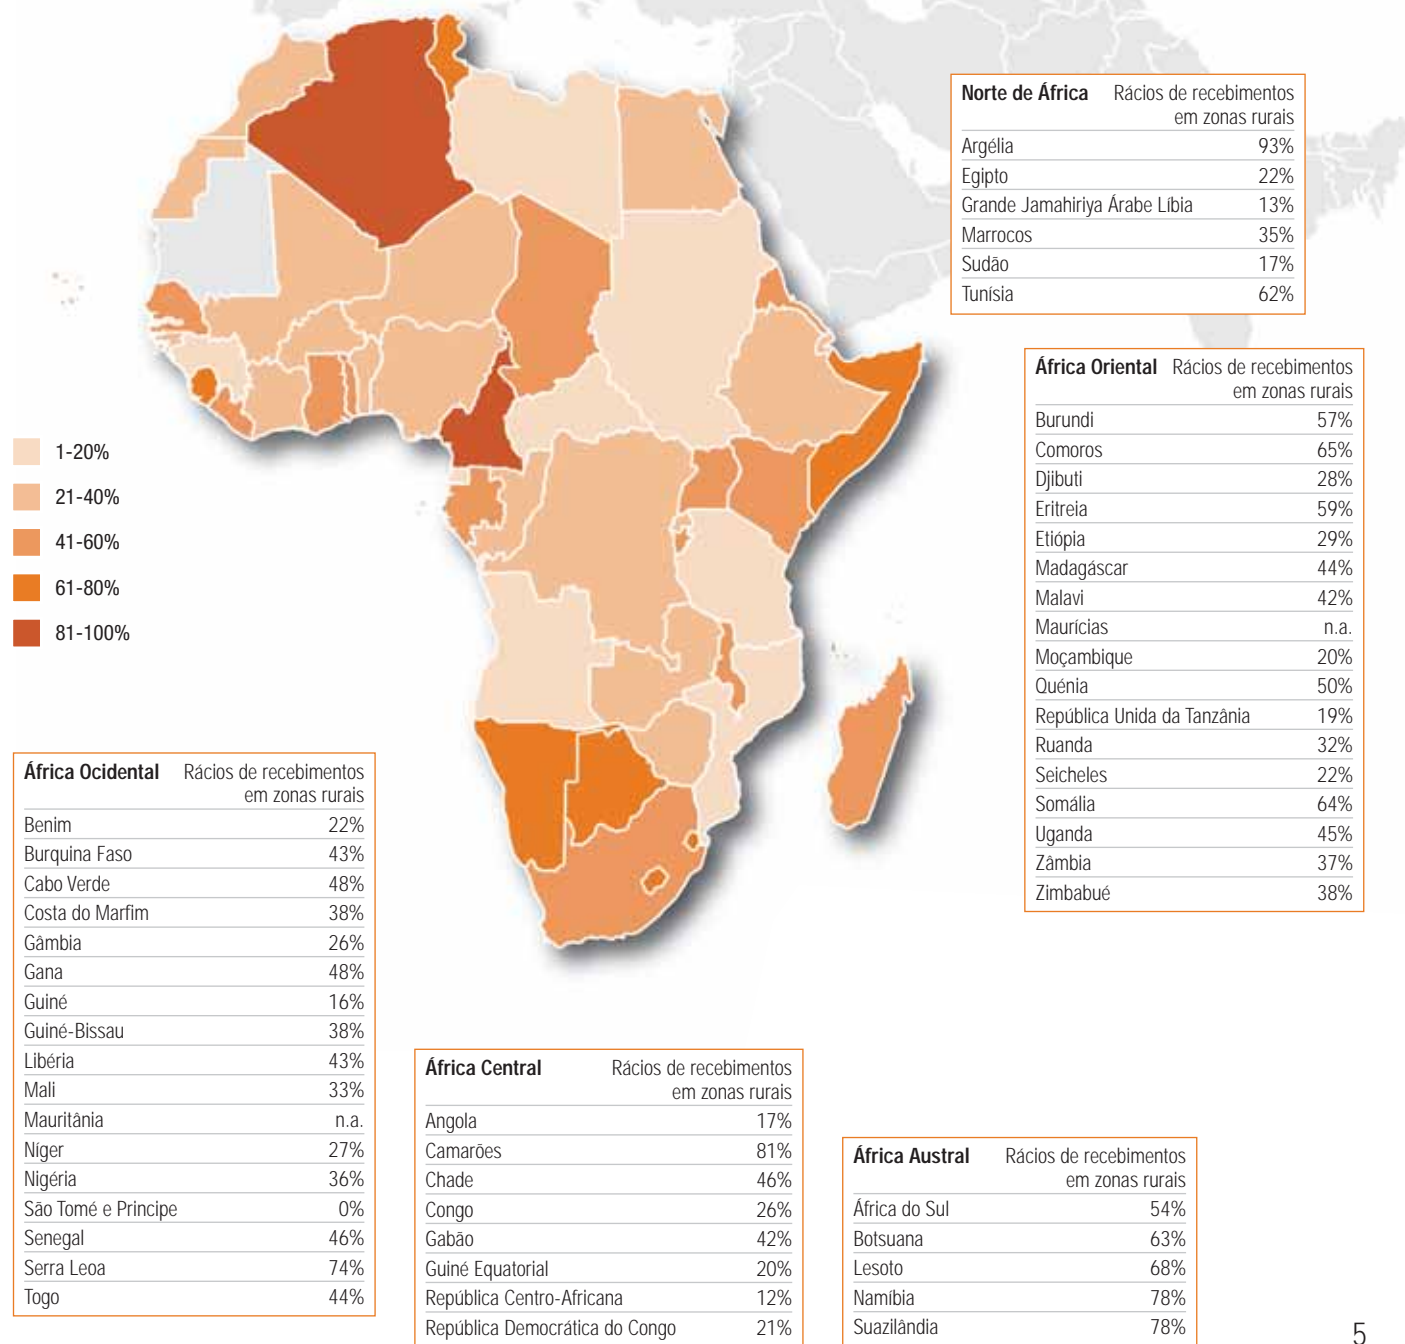 Norte de África Rácios de recebimentos
em zonas rurais
Argélia 93%
Egipto 22%
Grande Jamahiriya Árabe Líbia 13%
Marrocos 35%
Sudão 17%
Tunísia 62%
África Oriental Rácios de recebimentos
em zonas rurais
Burundi 57%
Comoros 65%
Djibuti 28%
Eritreia 59%
Etiópia 29%
Madagáscar 44%
Malavi 42%
Maurícias n.a.
Moçambique 20%
Quénia 50%
República Unida da Tanzânia 19%
Ruanda 32%
Seicheles 22%
Somália 64%
Uganda 45%
Zâmbia 37%
Zimbabué 38%
1-20%
21-40%
41-60%
61-80%
81-100%
África Ocidental Rácios de recebimentos
em zonas rurais
Benim 22%
Burquina Faso 43%
Cabo Verde 48%
Costa do Marfim 38%
Gâmbia 26%
Gana 48%
Guiné 16%
Guiné-Bissau 38%
Libéria 43%
Mali 33%
Mauritânia n.a.
Níger 27%
Nigéria 36%
São Tomé e Principe 0%
Senegal 46%
Serra Leoa 74%
Togo 44%
África Central Rácios de recebimentos
em zonas rurais
Angola 17%
Camarões 81%
Chade 46%
Congo 26%
Gabão 42%
Guiné Equatorial 20%
República Centro-Africana 12%
República Democrática do Congo 21%
África Austral Rácios de recebimentos
em zonas rurais
África do Sul 54%
Botsuana 63%
Lesoto 68%
Namíbia 78%
Suazilândia 78%
5